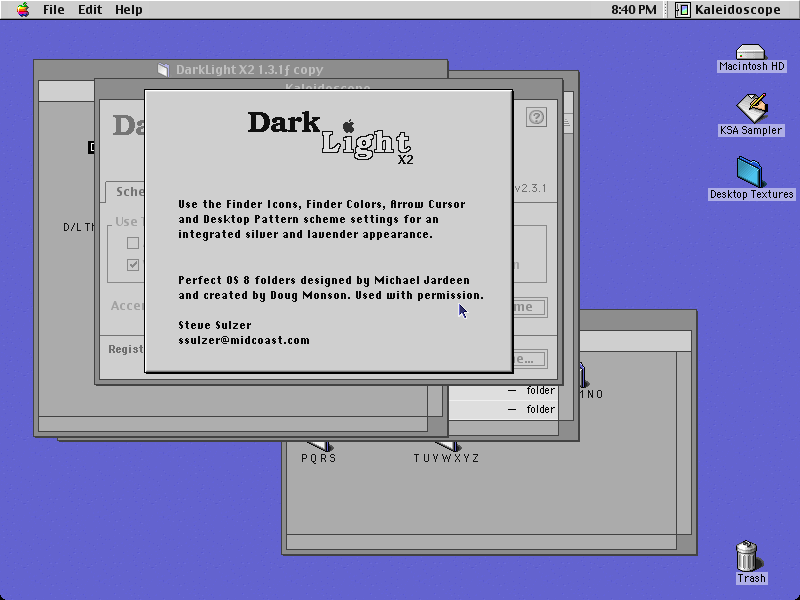 File Edit Help
8:40 PM Kaleidoscope
DarkLight X2 1.3.1ƒ copy
Kaleidoscope
Macintosh HD
KSA Sampler
Desktop Textures
Dark
Light
X2
v2.3.1
Sche
Use T
D/L
Acce
Regist
Use the Finder Icons, Finder Colors, Arrow Cursor
and Desktop Pattern scheme settings for an
integrated silver and lavender appearance.
Perfect OS 8 folders designed by Michael Jardeen
and created by Doug Monson. Used with permission.
Steve Sulzer
ssulzer@midcoast.com
me
e...
— folder
— folder
NO
PQRS
TUVWXYZ
Trash